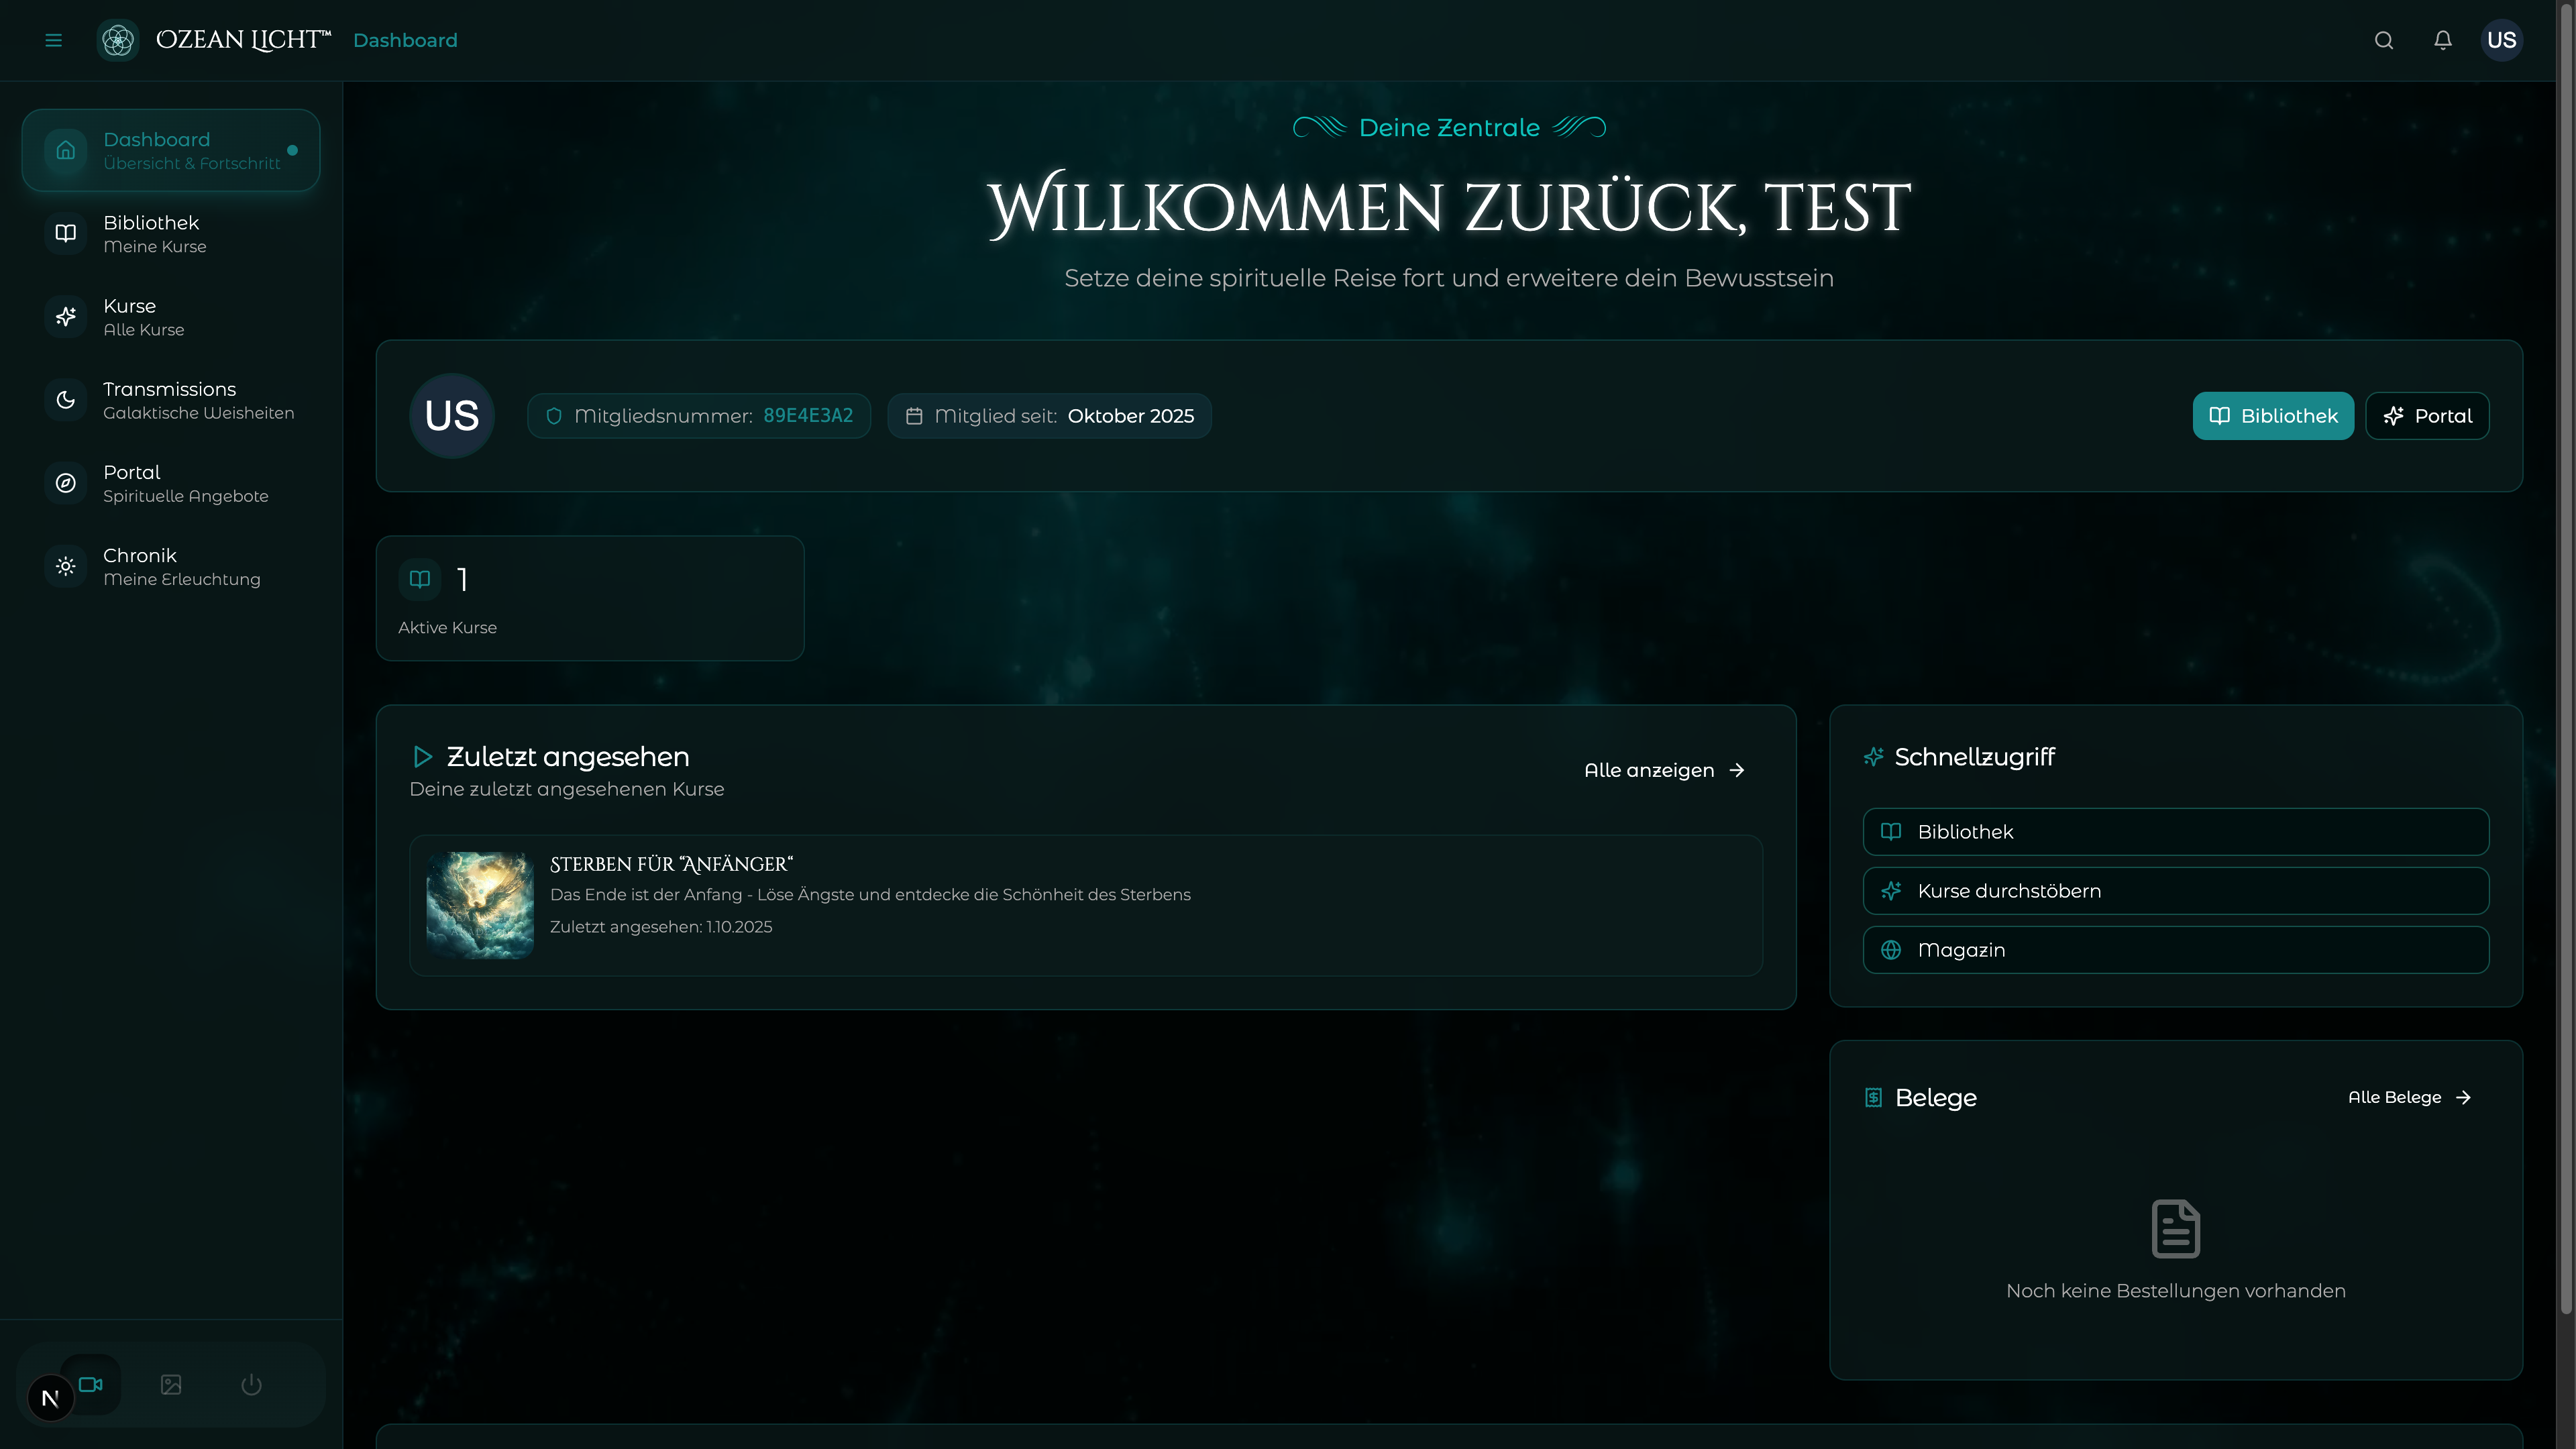 OZEAN LICHT™ Dashboard
US
Dashboard
Übersicht & Fortschritt
Bibliothek
Meine Kurse
Kurse
Alle Kurse
Transmissions
Galaktische Weisheiten
Portal
Spirituelle Angebote
Chronik
Meine Erleuchtung
N
Deine Zentrale
Willkommen zurück, test
Setze deine spirituelle Reise fort und erweitere dein Bewusstsein
US
Mitgliedsnummer: 89E4E3A2
Mitglied seit: Oktober 2025
Bibliothek
Portal
1
Aktive Kurse
Zuletzt angesehen
Deine zuletzt angesehenen Kurse
Alle anzeigen
Sterben für “Anfänger“
Das Ende ist der Anfang - Löse Ängste und entdecke die Schönheit des Sterbens
Zuletzt angesehen: 1.10.2025
Schnellzugriff
Bibliothek
Kurse durchstöbern
Magazin
Belege
Alle Belege
Noch keine Bestellungen vorhanden